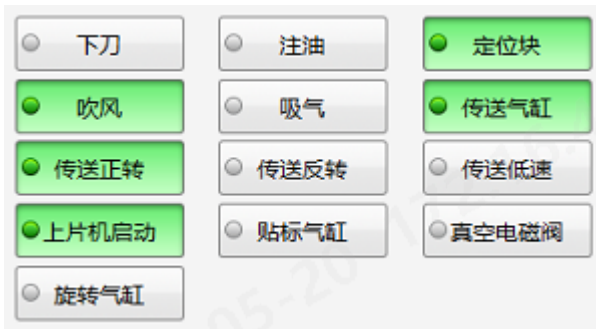 下刀 注油 定位块
吹风 吸气 传送气缸
传送正转 传送反转 传送低速
上片机启动 贴标气缸 真空电磁阀
旋转气缸